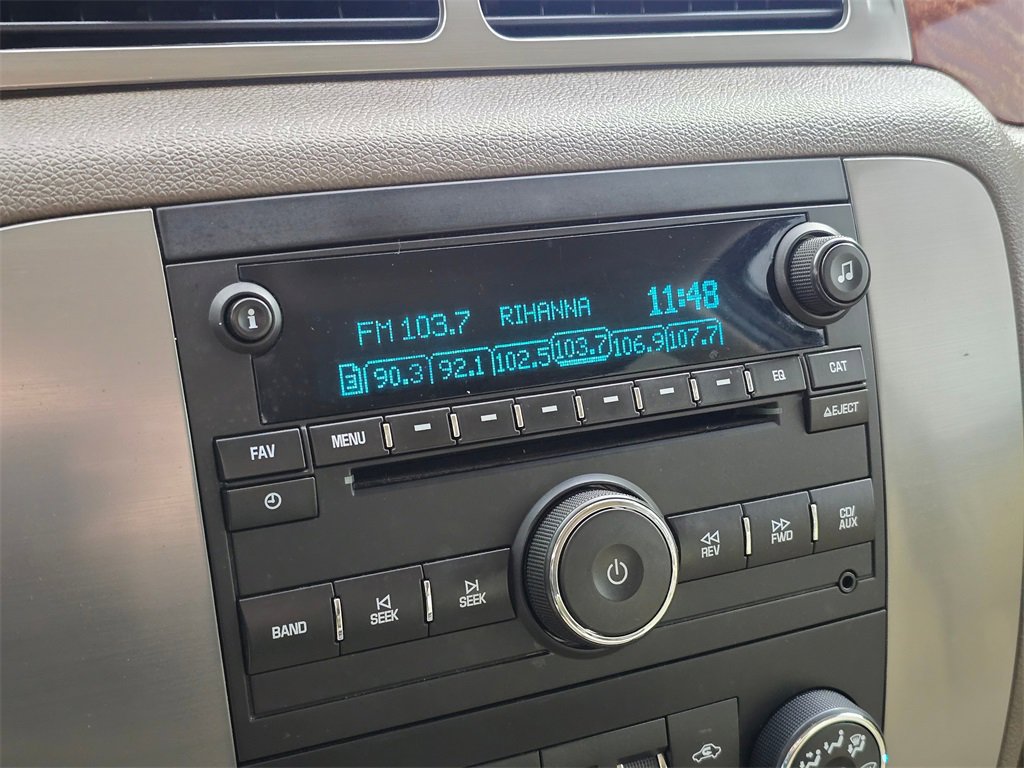 FM 103.7 RIHANNA 11:48
3 90.3 92.1 102.5 103.7 106.9 107.7
CAT
EQ
MENU
FAV
EJECT
REV
FWD
CD/
AUX
BAND
SEEK
SEEK